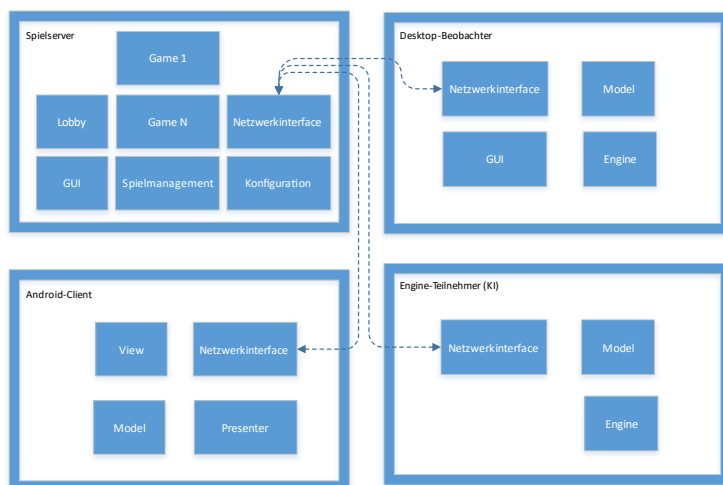 Spielserver
Game 1
Lobby
Game N
Netzwerkinterface
GUI
Spielmanagement
Konfiguration
Desktop-Beobachter
Netzwerkinterface
Model
GUI
Engine
Android-Client
View
Netzwerkinterface
Model
Presenter
Engine-Teilnehmer (KI)
Netzwerkinterface
Model
Engine